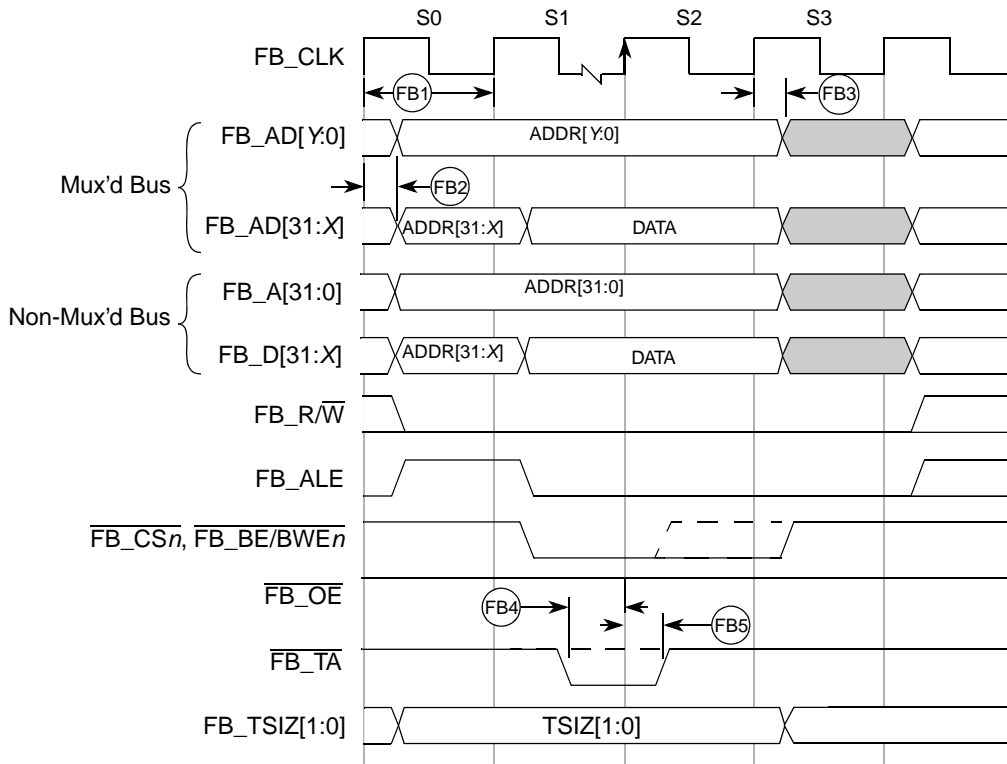 S0 S1 S2 S3
FB_CLK
FB1 FB3
FB_AD[Y:0] ADDR[Y:0]
Mux'd Bus
FB2
FB_AD[31:X] ADDR[31:X] DATA
FB_A[31:0] ADDR[31:0]
Non-Mux'd Bus
FB_D[31:X] ADDR[31:X] DATA
FB_R/W
FB_ALE
FB_CSn, FB_BE/BWEn
FB_OE
FB4 FB5
FB_TA
FB_TSIZ[1:0] TSIZ[1:0]